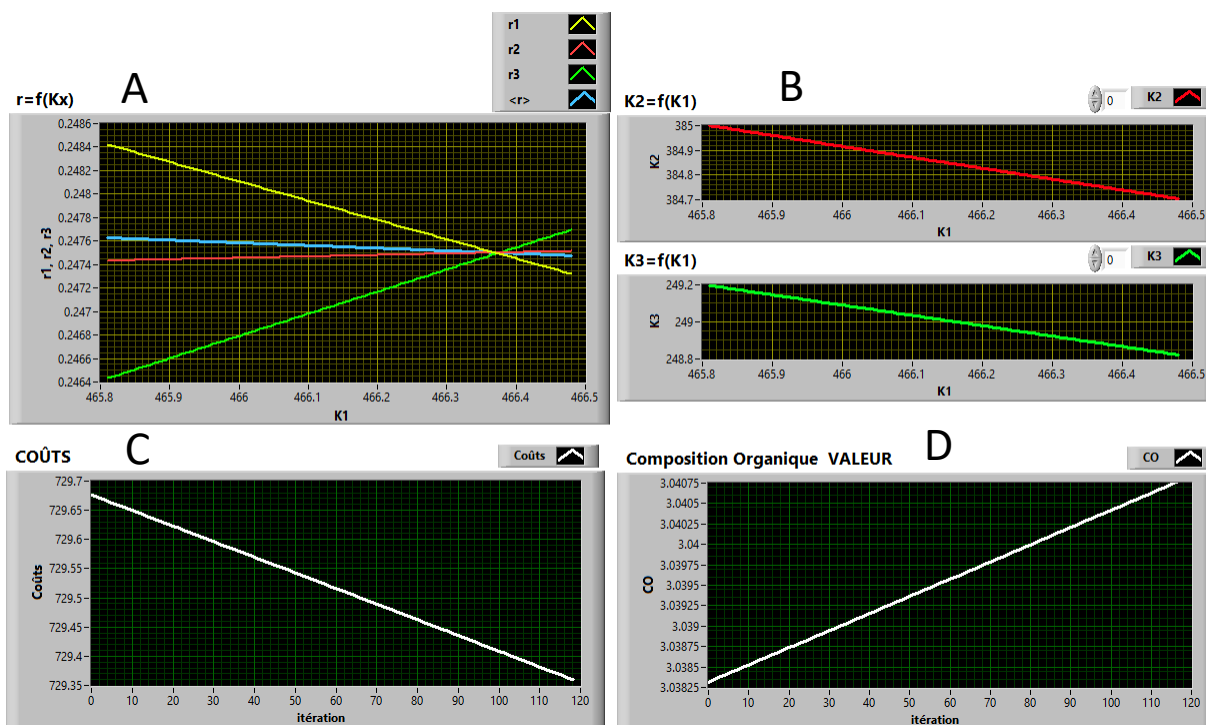 r1
r2
r3
<r>
A
r=f(Kx)
0.2486
0.2484
0.2482
0.248
0.2478
0.2476
0.2474
0.2472
0.247
0.2468
0.2466
0.2464
r1, r2, r3
465.8 465.9 466 466.1 466.2 466.3 466.4 466.5
K1
B
K2=f(K1)
0
K2
385
384.9
384.8
384.7
K2
465.8 465.9 466 466.1 466.2 466.3 466.4 466.5
K1
K3=f(K1)
0
K3
249.2
249
248.8
K3
465.8 465.9 466 466.1 466.2 466.3 466.4 466.5
K1
COÛTS
C
Coûts
729.7
729.65
729.6
729.55
729.5
729.45
729.4
729.35
Coûts
0 10 20 30 40 50 60 70 80 90 100 110 120
itération
Composition Organique VALEUR
D
CO
3.04075
3.0405
3.04025
3.04
3.03975
3.0395
3.03925
3.039
3.03875
3.0385
3.03825
CO
0 10 20 30 40 50 60 70 80 90 100 110 120
itération